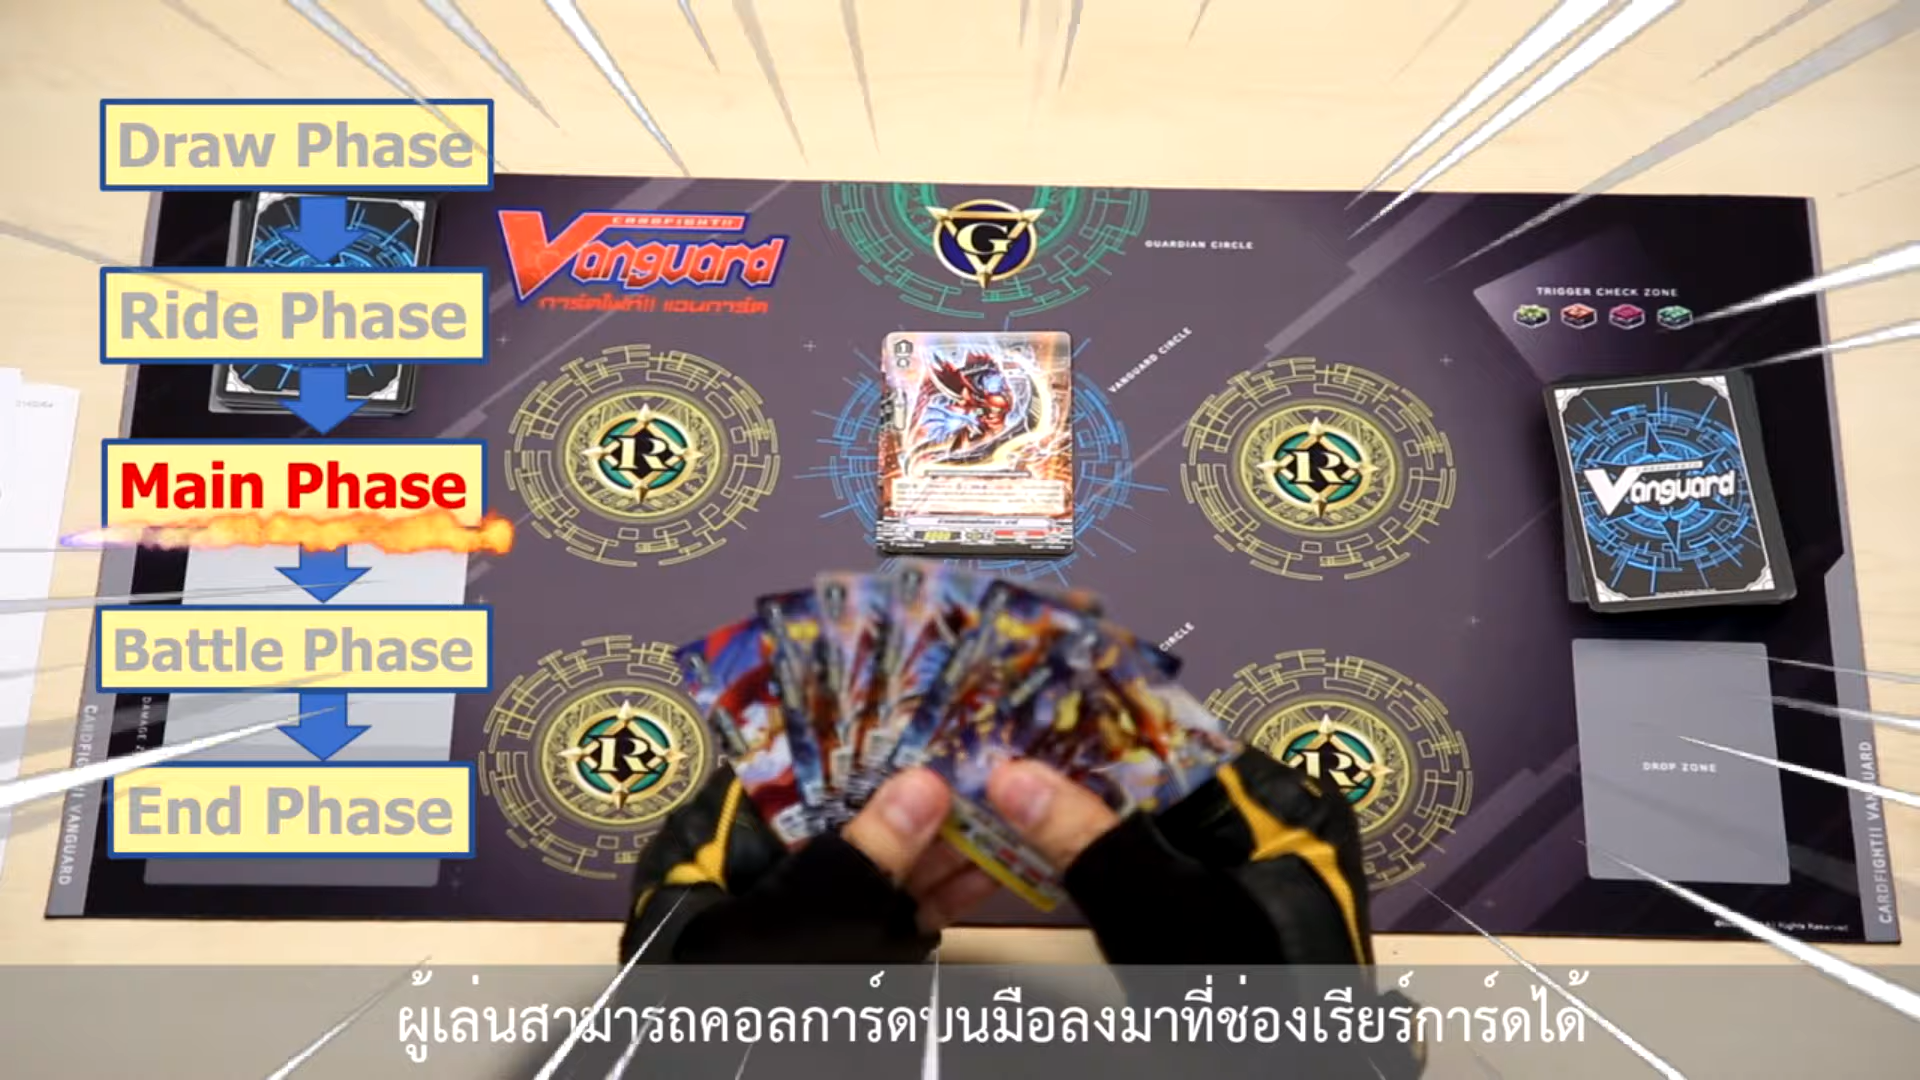 Draw Phase
Ride Phase
Main Phase
Battle Phase
End Phase
CARDFIGHT!!
Vanguard
การ์ดไฟท์!! แวนการ์ด
G
GUARDIAN CIRCLE
TRIGGER CHECK ZONE
VANGUARD CIRCLE
R
R
R
R
CIRCLE
Vanguard
DROP ZONE
CARDFIGHT!! VANGUARD
CARDFIGHT!! VANGUARD
ผู้เล่นสามารถคอลการ์ดบนมือลงมาที่ช่องเรียร์การ์ดได้